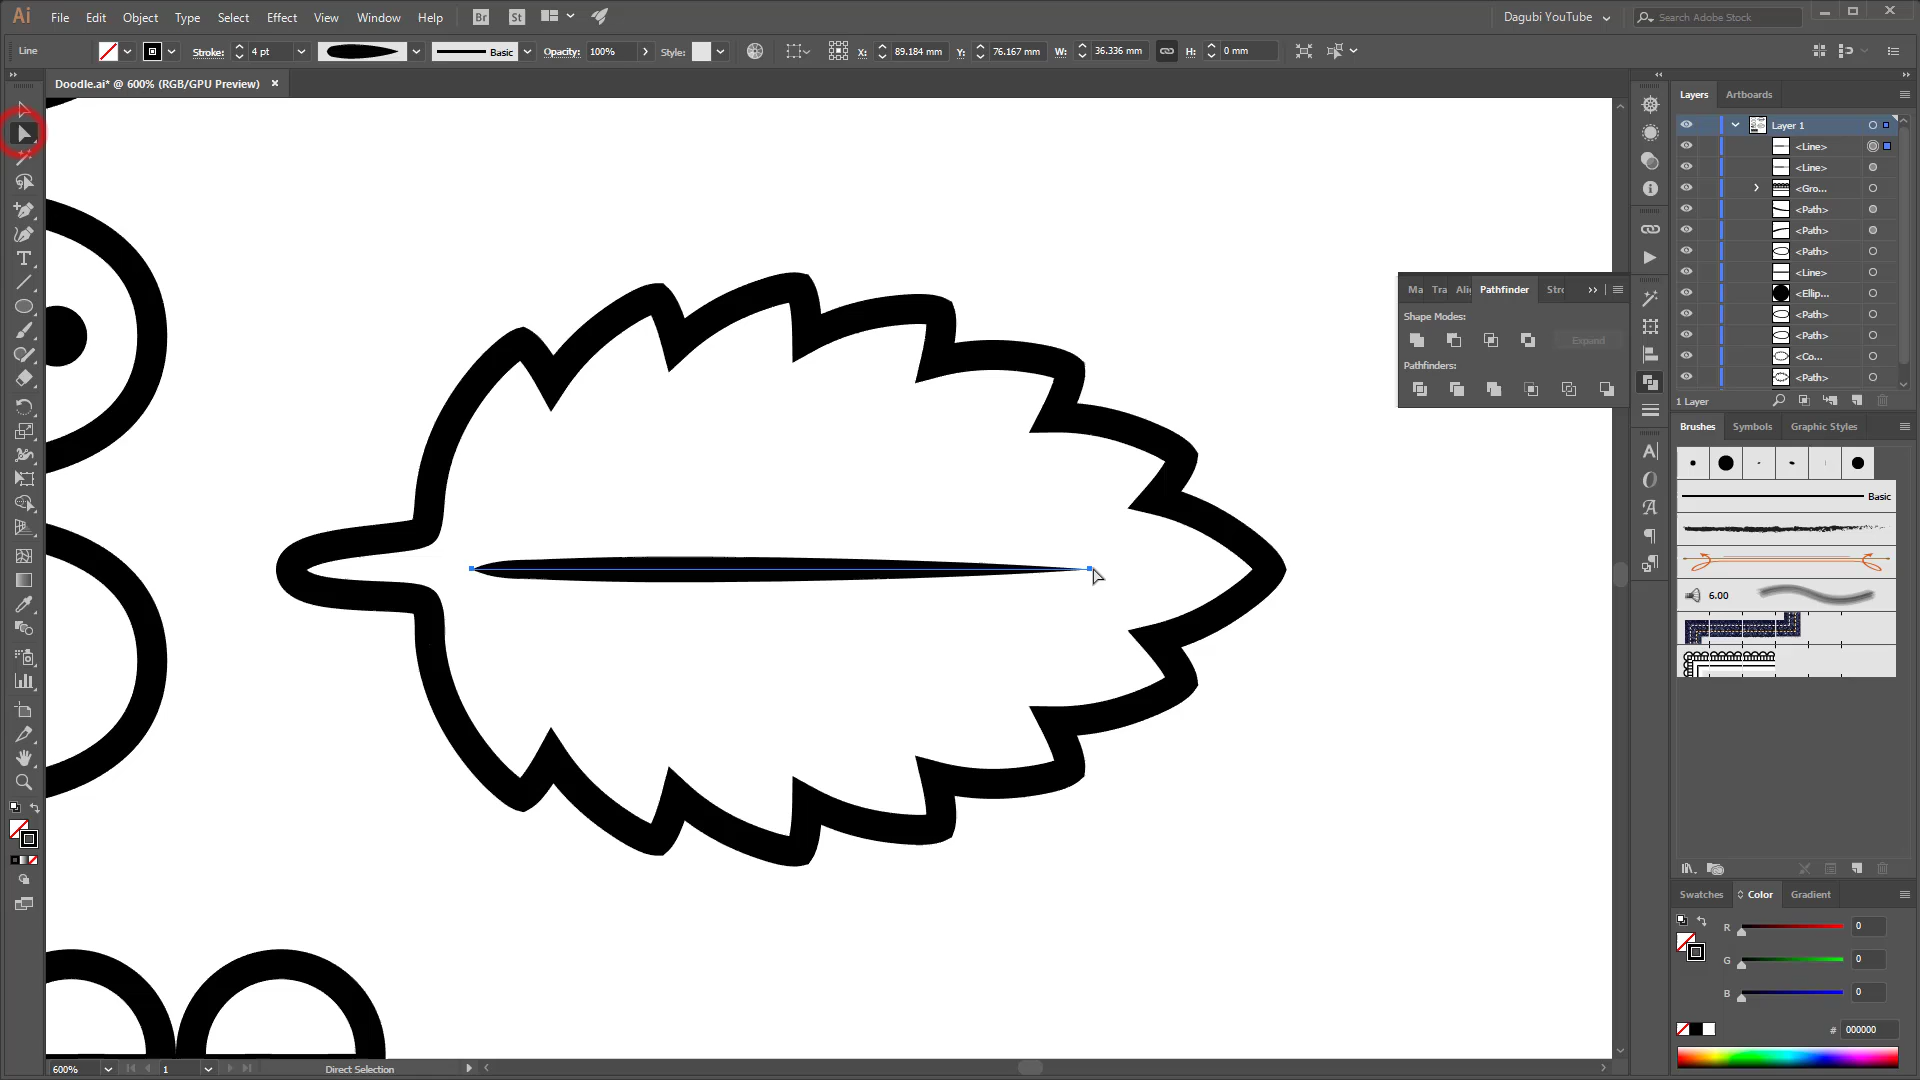 Ai File Edit Object Type Select Effect View Window Help Br St Dagubi YouTube Search Adobe Stock
Line Stroke: 4 pt Basic Opacity: 100% Style: X: 89.184 mm Y: 76.167 mm W: 36.336 mm H: 0 mm
Doodle.ai* @ 600% (RGB/GPU Preview)
Layers Artboards
Layer 1
<Line>
<Line>
<Gro...
<Path>
<Path>
<Path>
<Line>
<Ellip...
<Path>
<Path>
<Co...
<Path>
1 Layer
Ma Tra Alig Pathfinder Strc
Shape Modes:
Expand
Pathfinders:
Brushes Symbols Graphic Styles
Basic
6.00
Swatches Color Gradient
R 0
G 0
B 0
# 000000
600% 1 Direct Selection